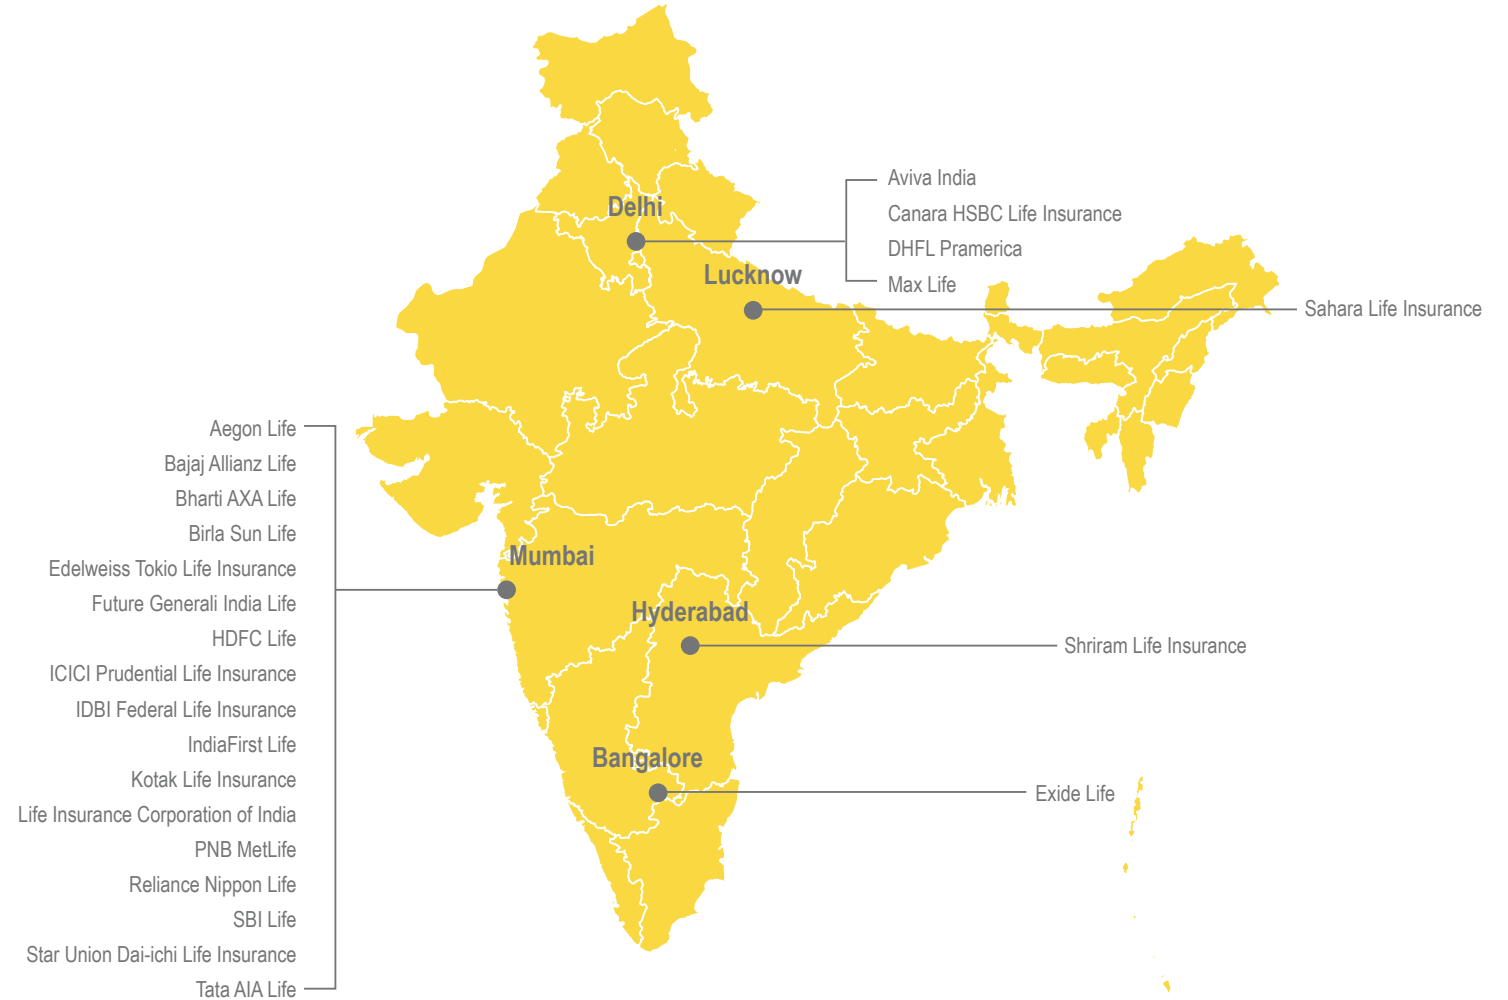 Delhi
Aviva India
Canara HSBC Life Insurance
DHFL Pramerica
Max Life
Lucknow
Sahara Life Insurance
Aegon Life
Bajaj Allianz Life
Bharti AXA Life
Birla Sun Life
Edelweiss Tokio Life Insurance
Future Generali India Life
HDFC Life
ICICI Prudential Life Insurance
IDBI Federal Life Insurance
IndiaFirst Life
Kotak Life Insurance
Life Insurance Corporation of India
PNB MetLife
Reliance Nippon Life
SBI Life
Star Union Dai-ichi Life Insurance
Tata AIA Life
Mumbai
Hyderabad
Shriram Life Insurance
Bangalore
Exide Life